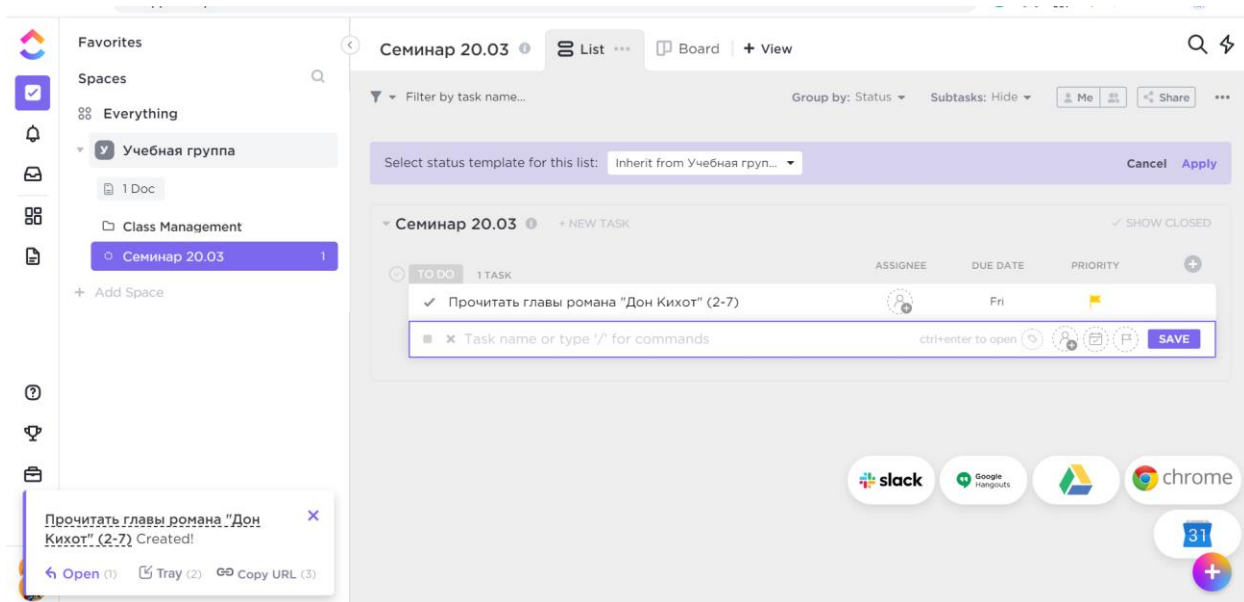 Favorites
Spaces
Everything
У Учебная группа
1 Doc
Class Management
Семинар 20.03 1
+ Add Space
Семинар 20.03 List Board + View
Filter by task name...
Group by: Status Subtasks: Hide Me Share
Select status template for this list: Inherit from Учебная груп... Cancel Apply
Семинар 20.03 + NEW TASK SHOW CLOSED
TO DO 1 TASK ASSIGNEE DUE DATE PRIORITY
Прочитать главы романа "Дон Кихот" (2-7) Fri
Task name or type '/' for commands ctrl+enter to open SAVE
slack Google Hangouts chrome
31
Прочитать главы романа "Дон
Кихот" (2-7) Created!
Open (1) Tray (2) Copy URL (3)